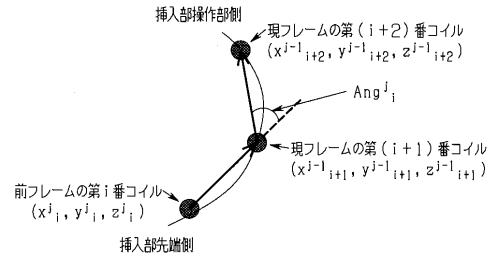 挿入部操作部側
現フレームの第(i+2)番コイル
(x^{j-1}_{i+2}, y^{j-1}_{i+2}, z^{j-1}_{i+2})
Ang^{j}_{i}
現フレームの第(i+1)番コイル
(x^{j-1}_{i+1}, y^{j-1}_{i+1}, z^{j-1}_{i+1})
前フレームの第i番コイル
(x^{j}_{i}, y^{j}_{i}, z^{j}_{i})
挿入部先端側